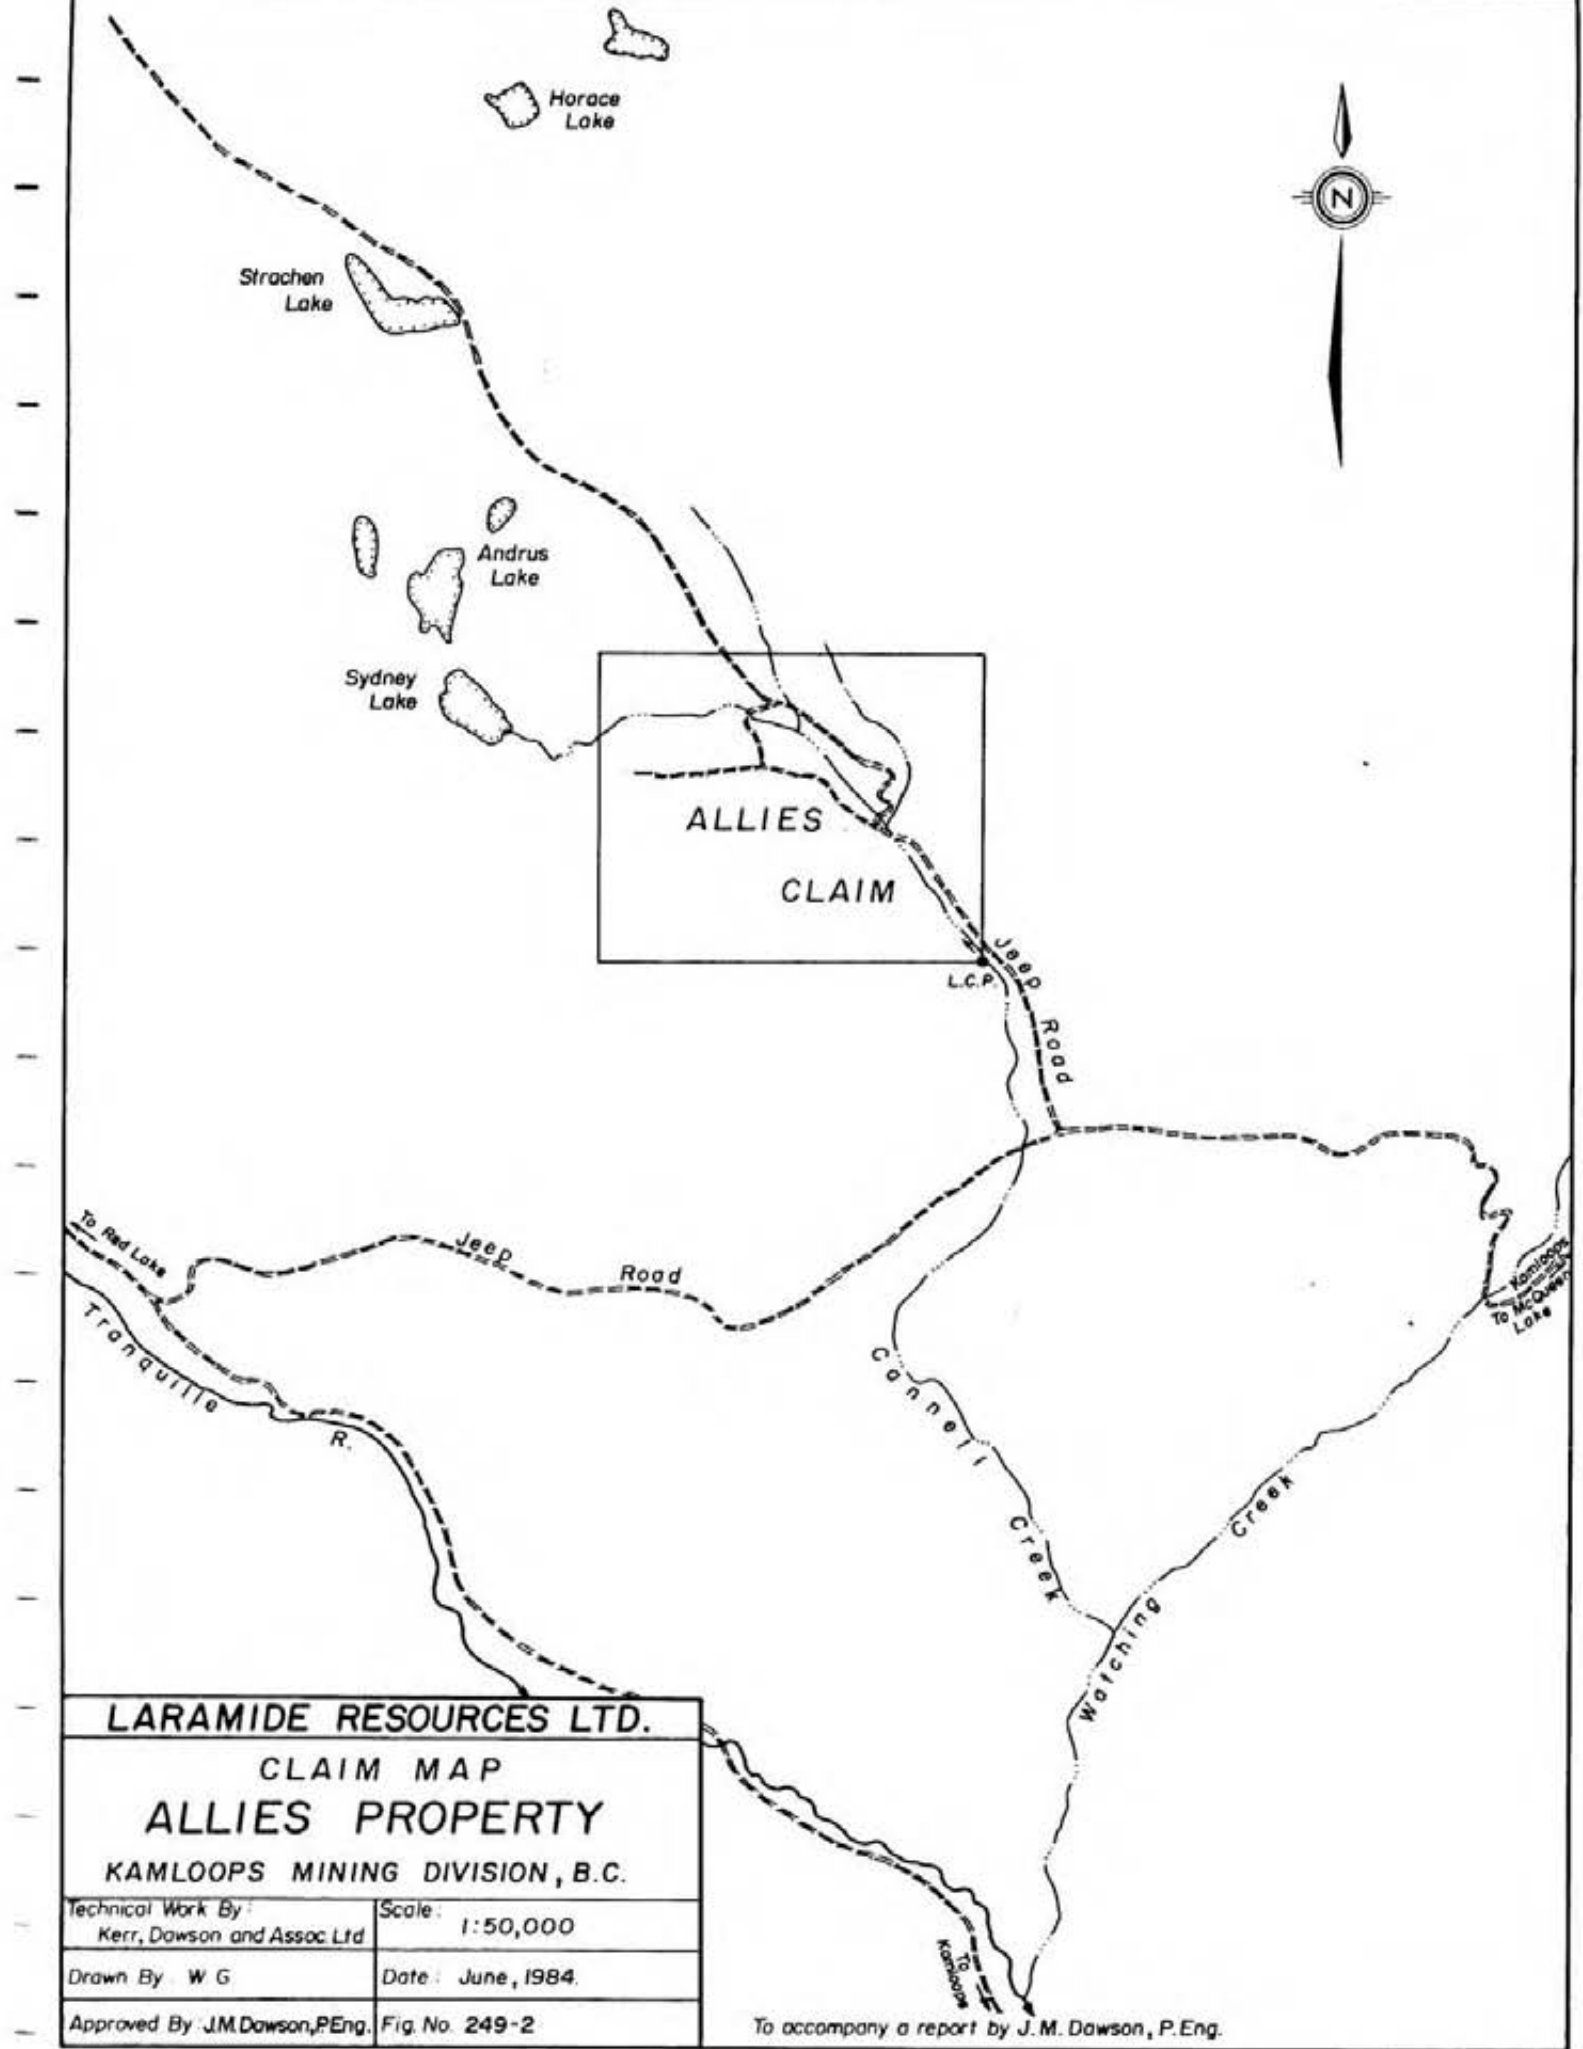 Horace
Lake
N
Strachen
Lake
Andrus
Lake
Sydney
Lake
ALLIES
CLAIM
L.C.P.
Jeep
Road
To Red Lake
Jeep
Road
Kamloops
To McQueen
Lake
Tranquille
R.
Cannell
Creek
Watching
Creek
To
Kamloops
LARAMIDE RESOURCES LTD.
CLAIM MAP
ALLIES PROPERTY
KAMLOOPS MINING DIVISION, B.C.
Technical Work By:
Kerr, Dawson and Assoc. Ltd
Scale:
1:50,000
Drawn By W G
Date: June, 1984.
Approved By: J.M. Dawson, P.Eng.
Fig. No. 249-2
To accompany a report by J. M. Dawson, P. Eng.